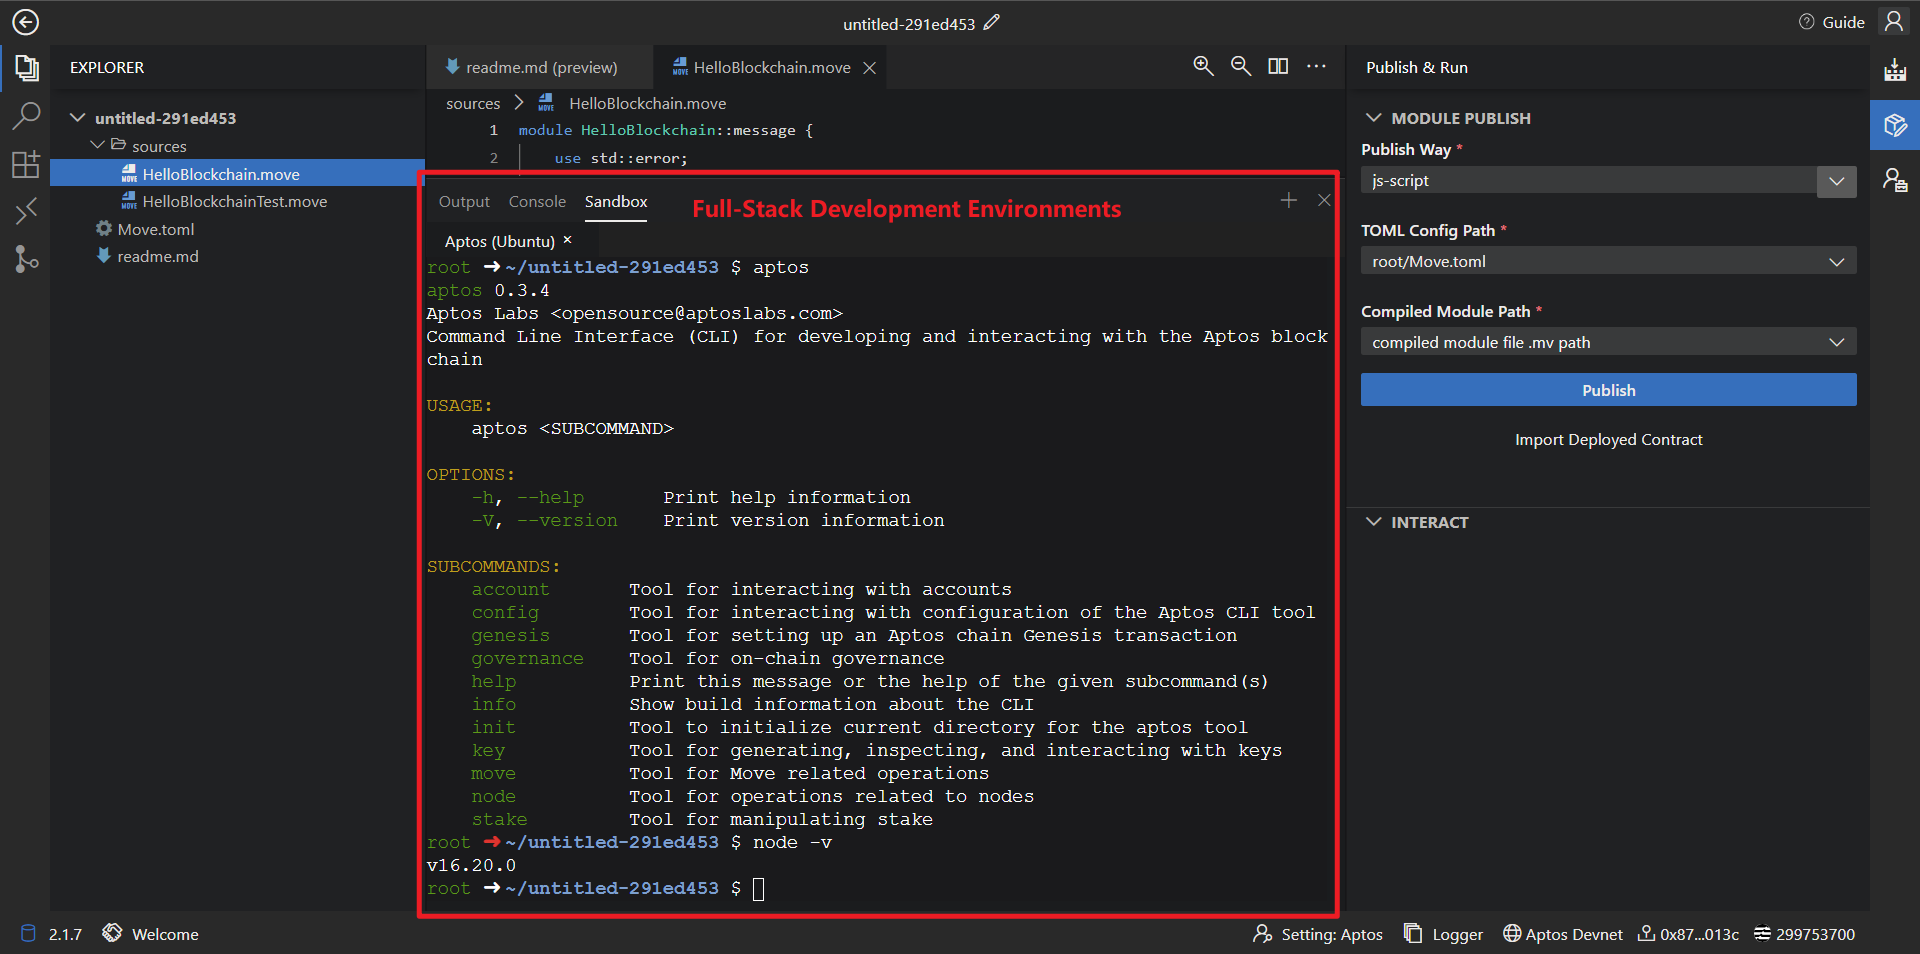 untitled-291ed453
Guide
EXPLORER
untitled-291ed453
sources
HelloBlockchain.move
HelloBlockchainTest.move
Move.toml
readme.md
readme.md (preview)
HelloBlockchain.move
sources > HelloBlockchain.move
1 module HelloBlockchain::message {
2 use std::error;
Output Console Sandbox
Full-Stack Development Environments
Aptos (Ubuntu) ×
root ➜ ~/untitled-291ed453 $ aptos
aptos 0.3.4
Aptos Labs <opensource@aptoslabs.com>
Command Line Interface (CLI) for developing and interacting with the Aptos block
chain
USAGE:
aptos <SUBCOMMAND>
OPTIONS:
-h, --help Print help information
-V, --version Print version information
SUBCOMMANDS:
account Tool for interacting with accounts
config Tool for interacting with configuration of the Aptos CLI tool
genesis Tool for setting up an Aptos chain Genesis transaction
governance Tool for on-chain governance
help Print this message or the help of the given subcommand(s)
info Show build information about the CLI
init Tool to initialize current directory for the aptos tool
key Tool for generating, inspecting, and interacting with keys
move Tool for Move related operations
node Tool for operations related to nodes
stake Tool for manipulating stake
root ➜ ~/untitled-291ed453 $ node -v
v16.20.0
root ➜ ~/untitled-291ed453 $
Publish & Run
MODULE PUBLISH
Publish Way *
js-script
TOML Config Path *
root/Move.toml
Compiled Module Path *
compiled module file .mv path
Publish
Import Deployed Contract
INTERACT
2.1.7
Welcome
Setting: Aptos
Logger
Aptos Devnet
0x87...013c
299753700